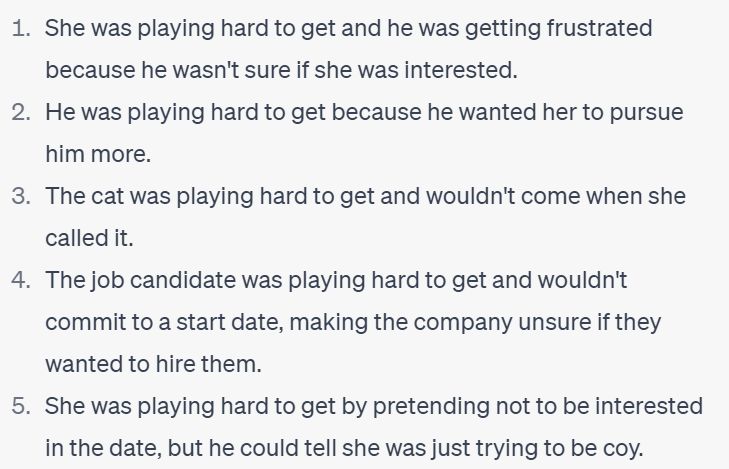 1. She was playing hard to get and he was getting frustrated
because he wasn't sure if she was interested.
2. He was playing hard to get because he wanted her to pursue
him more.
3. The cat was playing hard to get and wouldn't come when she
called it.
4. The job candidate was playing hard to get and wouldn't
commit to a start date, making the company unsure if they
wanted to hire them.
5. She was playing hard to get by pretending not to be interested
in the date, but he could tell she was just trying to be coy.